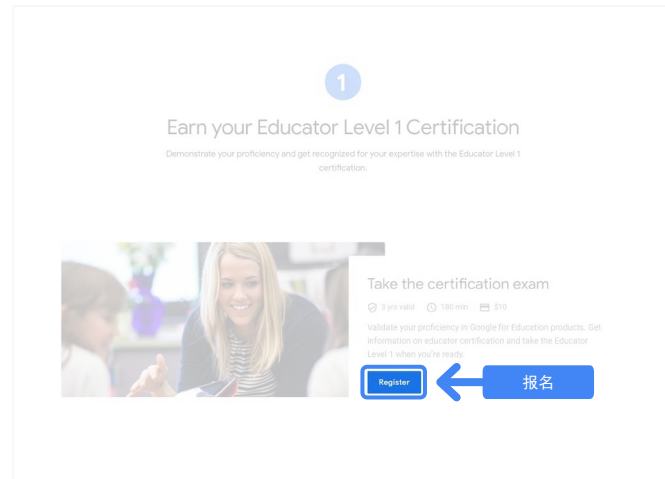 1
Earn your Educator Level 1 Certification
Demonstrate your proficiency and get recognized for your expertise with the Educator Level 1
certification.
Take the certification exam
3 yrs valid 180 min $10
Validate your proficiency in Google for Education products. Get
information on educator certification and take the Educator
Level 1 when you're ready.
Register 报名